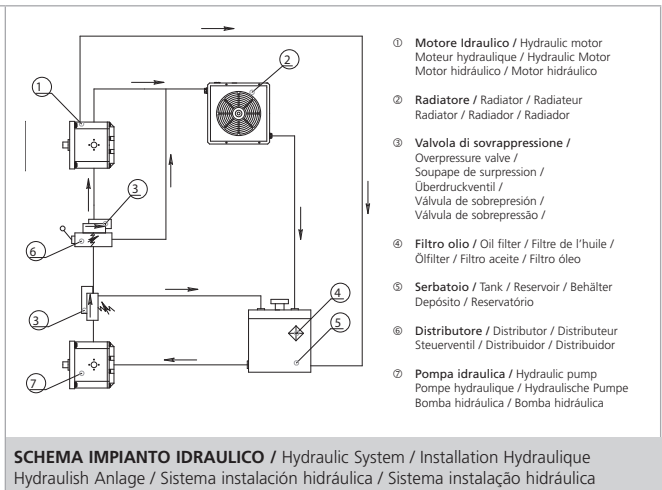 1
2
3
6
3
7
4
5
① Motore Idraulico / Hydraulic motor
Moteur hydraulique / Hydraulic Motor
Motor hidráulico / Motor hidráulico
② Radiatore / Radiator / Radiateur
Radiator / Radiador / Radiador
③ Valvola di sovrappressione /
Overpressure valve /
Soupape de surpression /
Überdruckventil /
Válvula de sobrepresión /
Válvula de sobrepressão /
④ Filtro olio / Oil filter / Filtre de l'huile /
Ölfilter / Filtro aceite / Filtro óleo
⑤ Serbatoio / Tank / Reservoir / Behälter
Depósito / Reservatório
⑥ Distributore / Distributor / Distributeur
Steuerventil / Distribuidor / Distribuidor
⑦ Pompa idraulica / Hydraulic pump
Pompe hydraulique / Hydraulische Pumpe
Bomba hidráulica / Bomba hidráulica
SCHEMA IMPIANTO IDRAULICO / Hydraulic System / Installation Hydraulique
Hydraulish Anlage / Sistema instalación hidráulica / Sistema instalação hidráulica